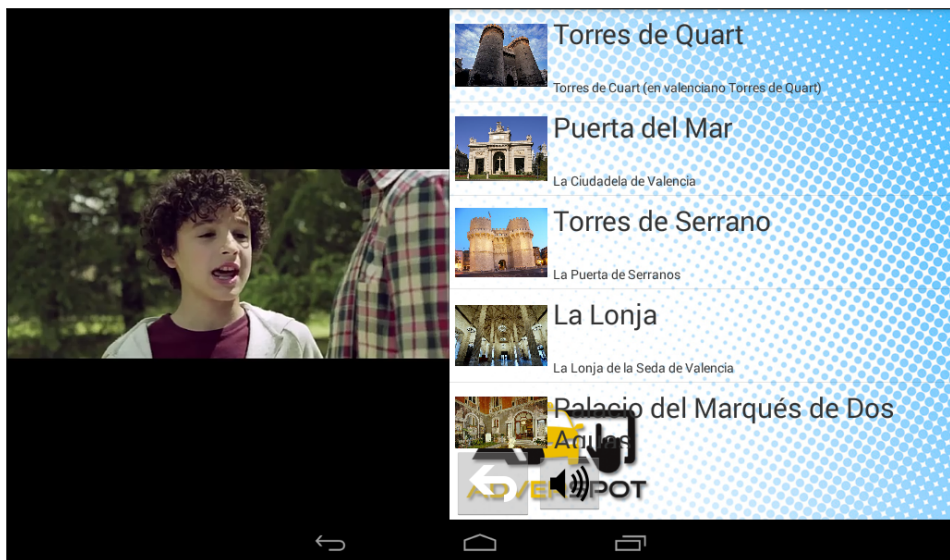 Torres de Quart
Torres de Cuart (en valenciano Torres de Quart)
Puerta del Mar
La Ciudadela de Valencia
Torres de Serrano
La Puerta de Serranos
La Lonja
La Lonja de la Seda de Valencia
Palacio del Marqués de Dos
Aguas